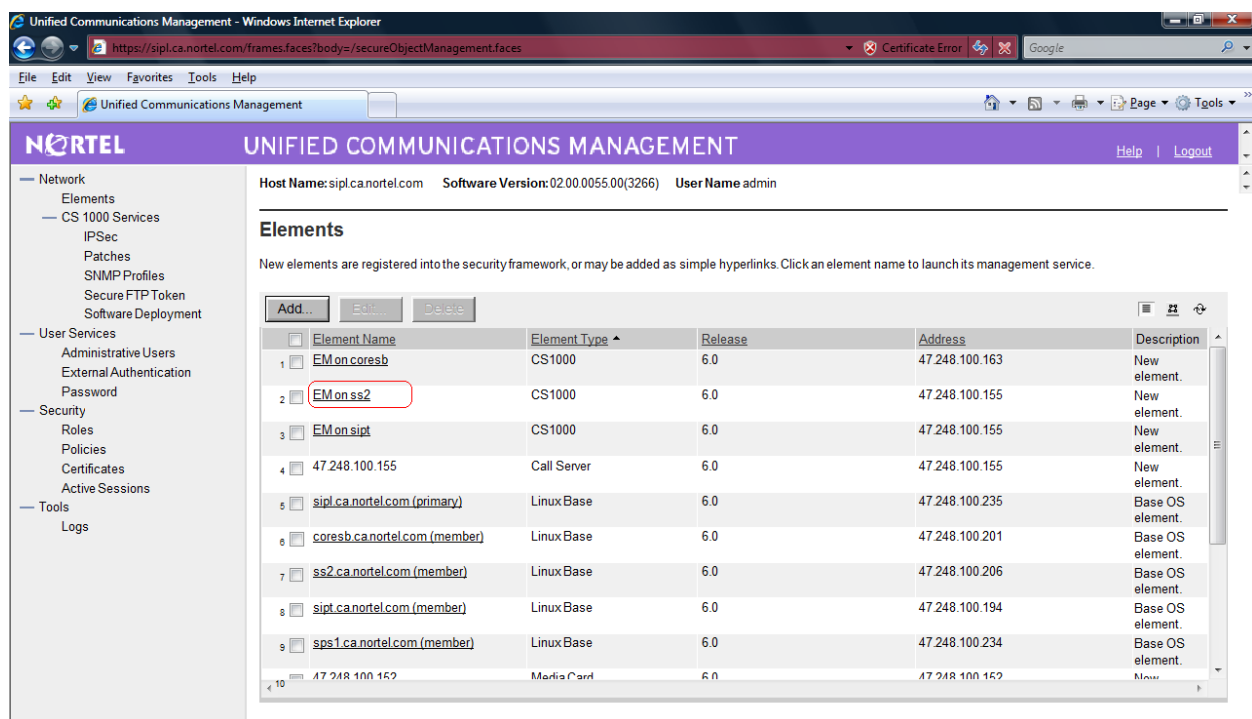 Unified Communications Management - Windows Internet Explorer
https://sipl.ca.nortel.com/frames.faces?body=/secureObjectManagement.faces
Certificate Error
Google
File Edit View Favorites Tools Help
Unified Communications Management
Page
Tools
NORTEL
UNIFIED COMMUNICATIONS MANAGEMENT
Help | Logout
Network
Elements
CS 1000 Services
IPSec
Patches
SNMP Profiles
Secure FTP Token
Software Deployment
User Services
Administrative Users
External Authentication
Password
Security
Roles
Policies
Certificates
Active Sessions
Tools
Logs
Host Name: sipl.ca.nortel.com Software Version: 02.00.0055.00(3266) User Name admin
Elements
New elements are registered into the security framework, or may be added as simple hyperlinks. Click an element name to launch its management service.
Add... Edit... Delete
Element Name Element Type Release Address Description
1 EM on coresb CS1000 6.0 47.248.100.163 New element.
2 EM on ss2 CS1000 6.0 47.248.100.155 New element.
3 EM on sipt CS1000 6.0 47.248.100.155 New element.
4 47.248.100.155 Call Server 6.0 47.248.100.155 New element.
5 sipl.ca.nortel.com (primary) Linux Base 6.0 47.248.100.235 Base OS element.
6 coresb.ca.nortel.com (member) Linux Base 6.0 47.248.100.201 Base OS element.
7 ss2.ca.nortel.com (member) Linux Base 6.0 47.248.100.206 Base OS element.
8 sipt.ca.nortel.com (member) Linux Base 6.0 47.248.100.194 Base OS element.
9 sps1.ca.nortel.com (member) Linux Base 6.0 47.248.100.234 Base OS element.
10 47.248.100.152 Media Card 6.0 47.248.100.152 New